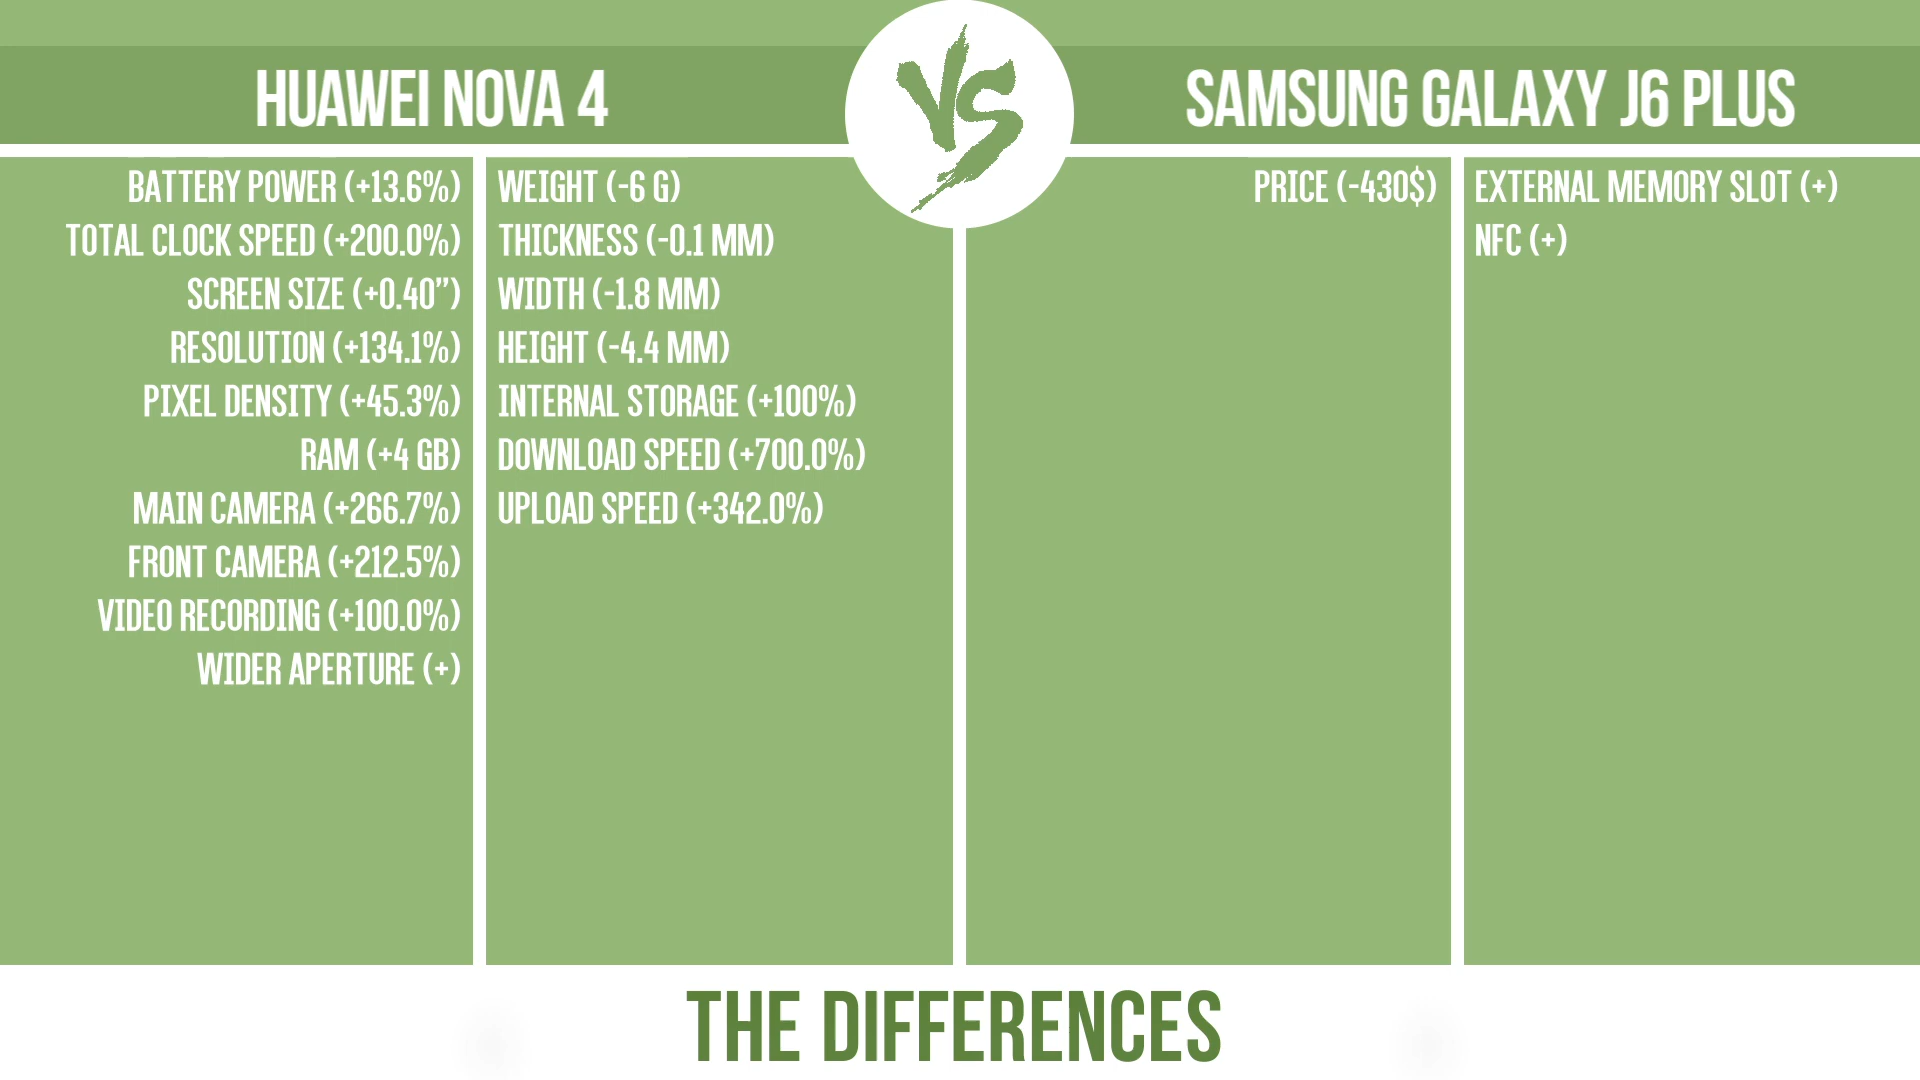 HUAWEI NOVA 4
VS
SAMSUNG GALAXY J6 PLUS
BATTERY POWER (+13.6%)
TOTAL CLOCK SPEED (+200.0%)
SCREEN SIZE (+0.40”)
RESOLUTION (+134.1%)
PIXEL DENSITY (+45.3%)
RAM (+4 GB)
MAIN CAMERA (+266.7%)
FRONT CAMERA (+212.5%)
VIDEO RECORDING (+100.0%)
WIDER APERTURE (+)
WEIGHT (-6 G)
THICKNESS (-0.1 MM)
WIDTH (-1.8 MM)
HEIGHT (-4.4 MM)
INTERNAL STORAGE (+100%)
DOWNLOAD SPEED (+700.0%)
UPLOAD SPEED (+342.0%)
PRICE (-430$)
EXTERNAL MEMORY SLOT (+)
NFC (+)
THE DIFFERENCES